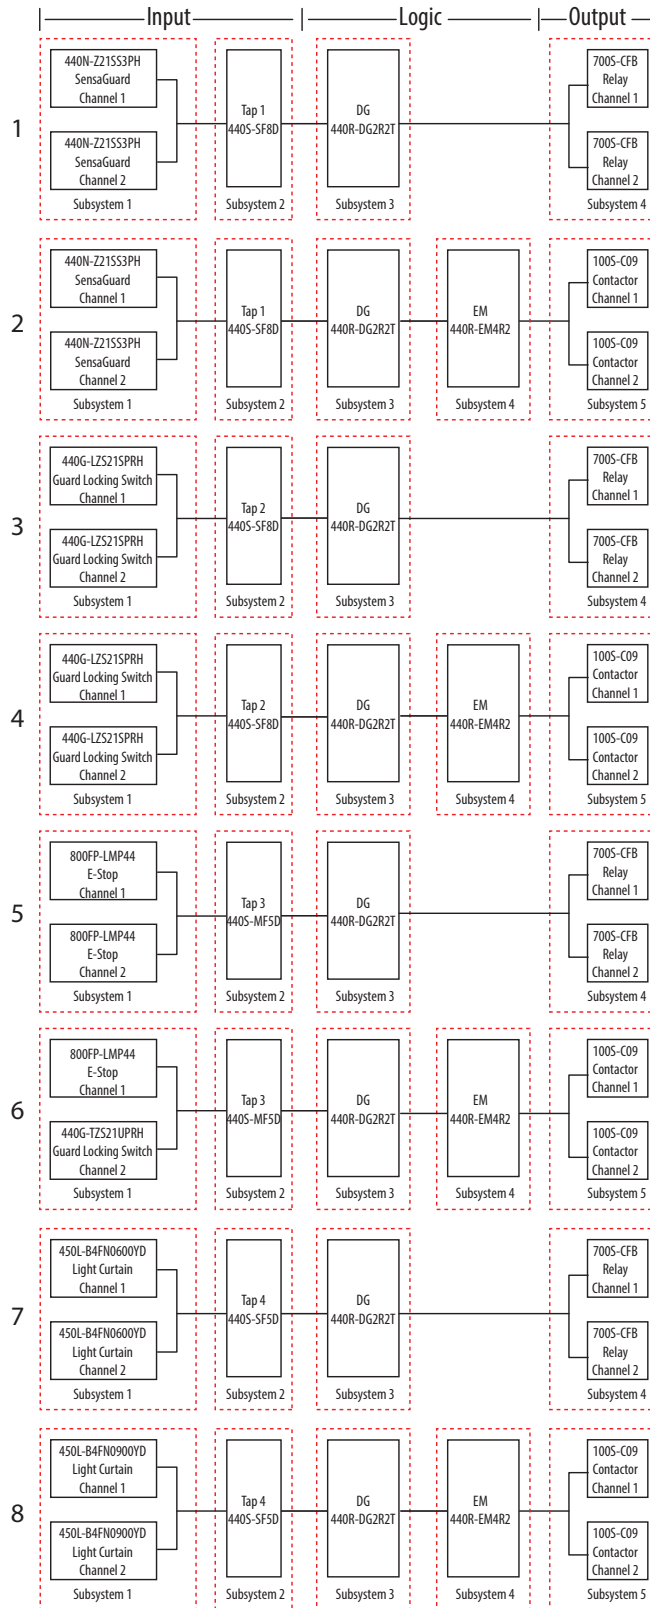 Input
Logic
Output
1
440N-Z21SS3PH
SensaGuard
Channel 1
440N-Z21SS3PH
SensaGuard
Channel 2
Subsystem 1
Tap 1
440S-SF8D
Subsystem 2
DG
440R-DG2R2T
Subsystem 3
700S-CFB
Relay
Channel 1
700S-CFB
Relay
Channel 2
Subsystem 4
2
440N-Z21SS3PH
SensaGuard
Channel 1
440N-Z21SS3PH
SensaGuard
Channel 2
Subsystem 1
Tap 1
440S-SF8D
Subsystem 2
DG
440R-DG2R2T
Subsystem 3
EM
440R-EM4R2
Subsystem 4
100S-C09
Contactor
Channel 1
100S-C09
Contactor
Channel 2
Subsystem 5
3
440G-LZS21SPRH
Guard Locking Switch
Channel 1
440G-LZS21SPRH
Guard Locking Switch
Channel 2
Subsystem 1
Tap 2
440S-SF8D
Subsystem 2
DG
440R-DG2R2T
Subsystem 3
700S-CFB
Relay
Channel 1
700S-CFB
Relay
Channel 2
Subsystem 4
4
440G-LZS21SPRH
Guard Locking Switch
Channel 1
440G-LZS21SPRH
Guard Locking Switch
Channel 2
Subsystem 1
Tap 2
440S-SF8D
Subsystem 2
DG
440R-DG2R2T
Subsystem 3
EM
440R-EM4R2
Subsystem 4
100S-C09
Contactor
Channel 1
100S-C09
Contactor
Channel 2
Subsystem 5
5
800FP-LMP44
E-Stop
Channel 1
800FP-LMP44
E-Stop
Channel 2
Subsystem 1
Tap 3
440S-MF5D
Subsystem 2
DG
440R-DG2R2T
Subsystem 3
700S-CFB
Relay
Channel 1
700S-CFB
Relay
Channel 2
Subsystem 4
6
800FP-LMP44
E-Stop
Channel 1
440G-TZS21UPRH
Guard Locking Switch
Channel 2
Subsystem 1
Tap 3
440S-MF5D
Subsystem 2
DG
440R-DG2R2T
Subsystem 3
EM
440R-EM4R2
Subsystem 4
100S-C09
Contactor
Channel 1
100S-C09
Contactor
Channel 2
Subsystem 5
7
450L-B4FN0600YD
Light Curtain
Channel 1
450L-B4FN0600YD
Light Curtain
Channel 2
Subsystem 1
Tap 4
440S-SF5D
Subsystem 2
DG
440R-DG2R2T
Subsystem 3
700S-CFB
Relay
Channel 1
700S-CFB
Relay
Channel 2
Subsystem 4
8
450L-B4FN0900YD
Light Curtain
Channel 1
450L-B4FN0900YD
Light Curtain
Channel 2
Subsystem 1
Tap 4
440S-SF5D
Subsystem 2
DG
440R-DG2R2T
Subsystem 3
EM
440R-EM4R2
Subsystem 4
100S-C09
Contactor
Channel 1
100S-C09
Contactor
Channel 2
Subsystem 5